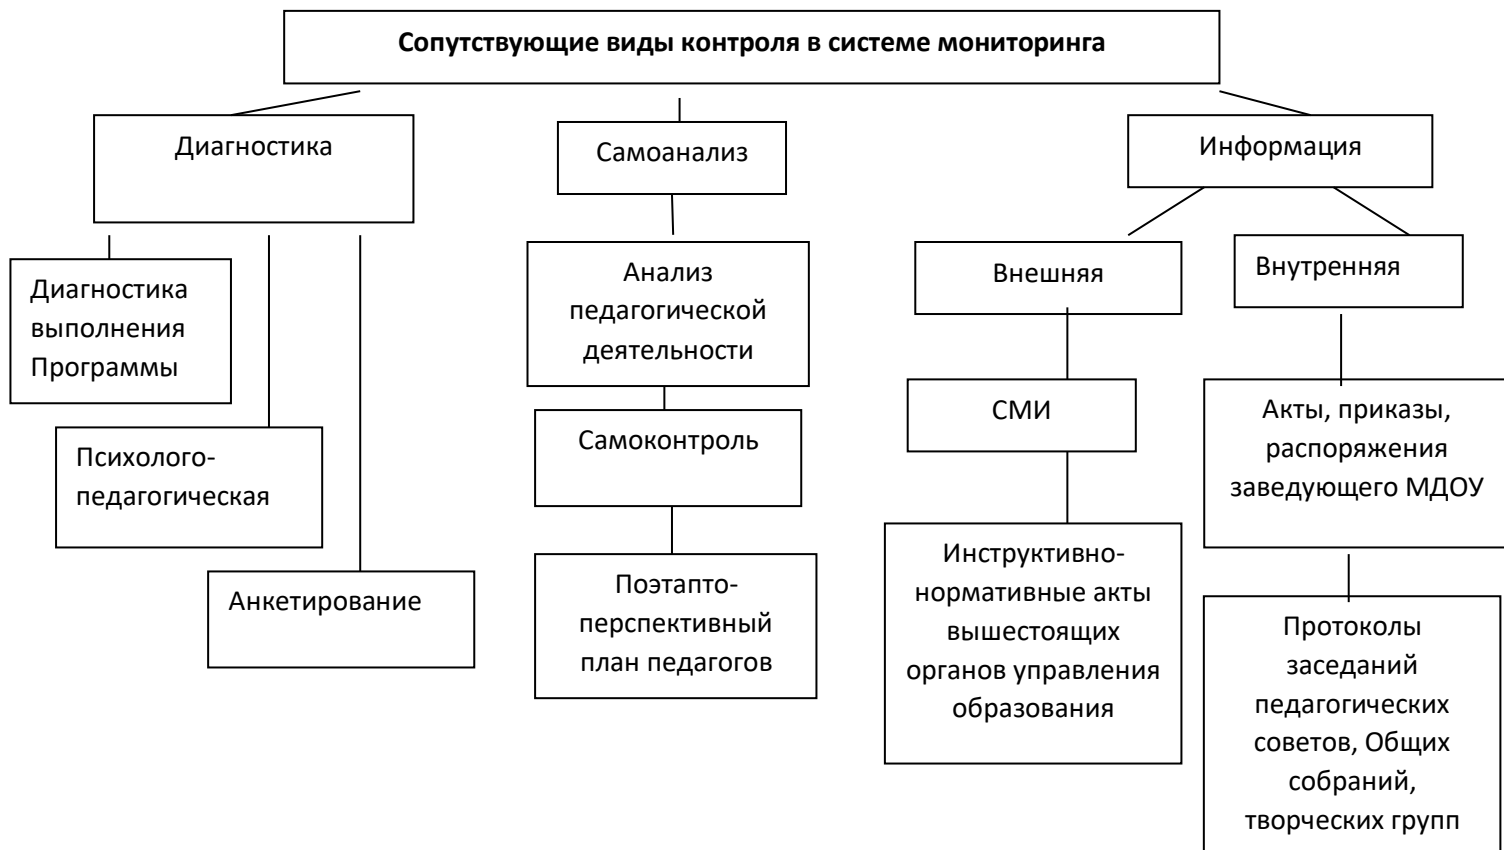 Сопутствующие виды контроля в системе мониторинга
Диагностика
Самоанализ
Информация
Диагностика
выполнения
Программы
Психолого-
педагогическая
Анкетирование
Анализ
педагогической
деятельности
Самоконтроль
Поэтапто-
перспективный
план педагогов
Внешняя
СМИ
Инструктивно-
нормативные акты
вышестоящих
органов управления
образования
Внутренняя
Акты, приказы,
распоряжения
заведующего МДОУ
Протоколы
заседаний
педагогических
советов, Общих
собраний,
творческих групп